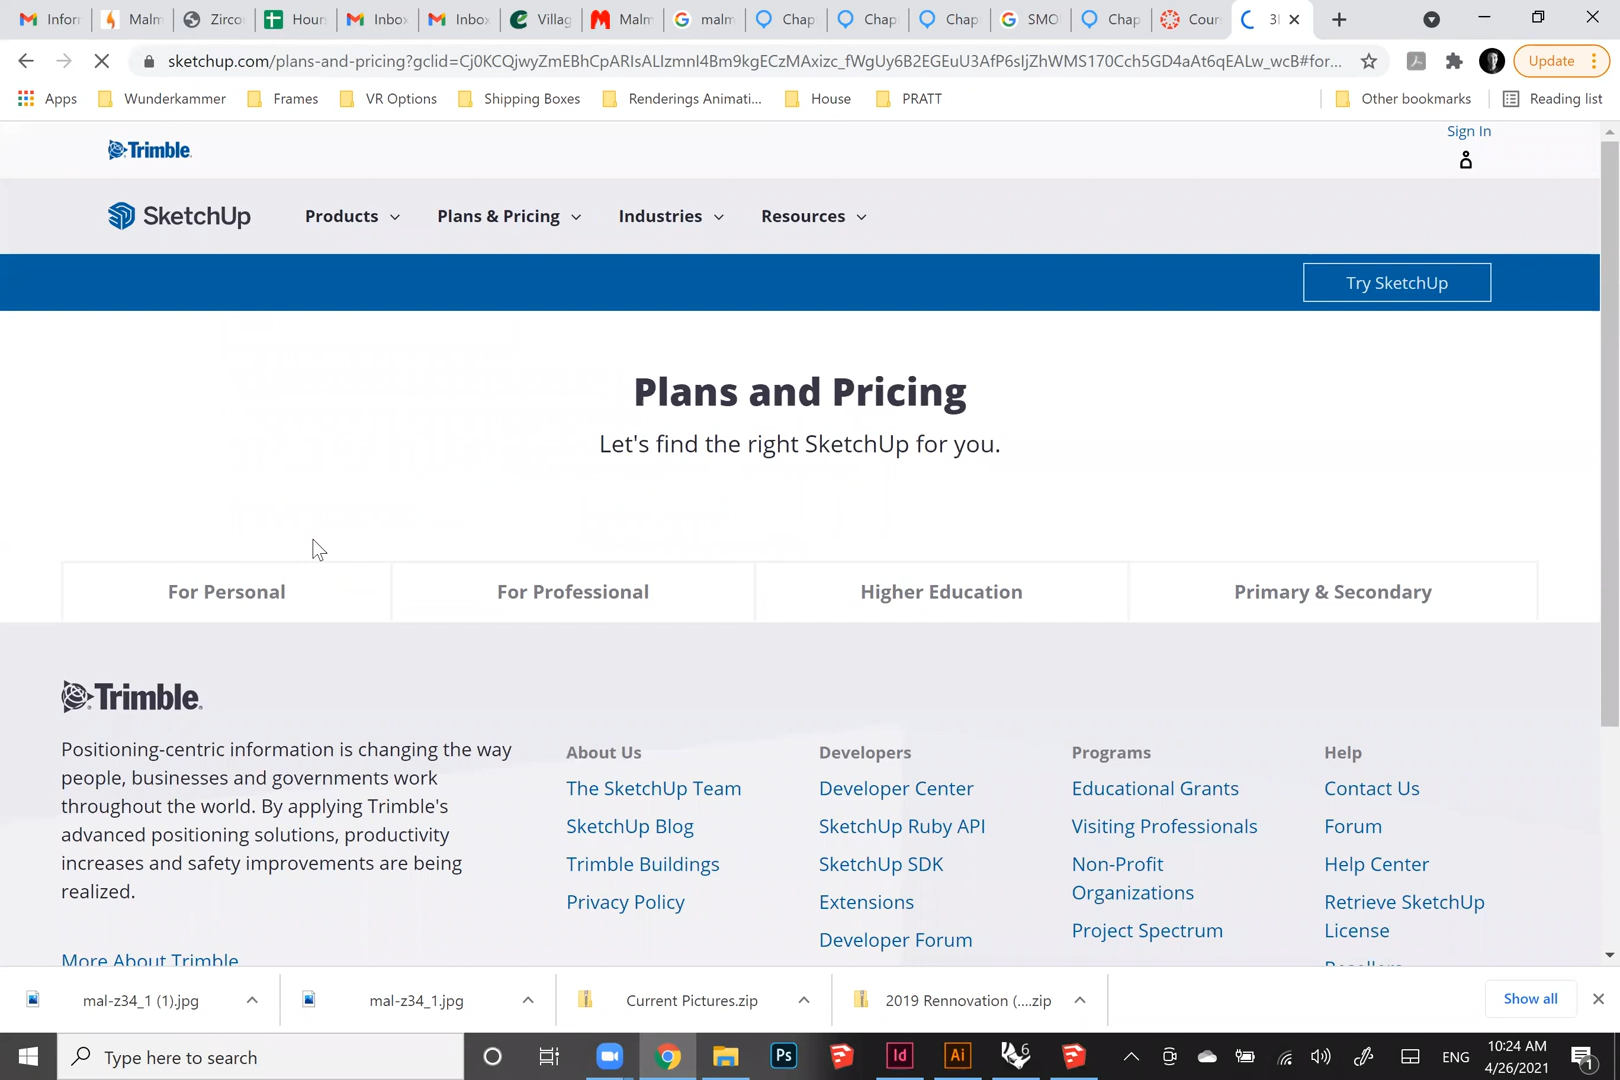 Inforn
Malm
Zirco
Hour
Inbox
Inbox
Villag
Malm
malm
Chap
Chap
Chap
SMO
Chap
Cour
3
sketchup.com/plans-and-pricing?gclid=Cj0KCQjwyZmEBhCpARIsALIzmnI4Bm9kgECzMAxizc_fWgUy6B2EGEuU3AfP6sIjZhWMS170Cch5GD4aAt6qEALw_wcB#for...
Update
Apps
Wunderkammer
Frames
VR Options
Shipping Boxes
Renderings Animati...
House
PRATT
Other bookmarks
Reading list
Trimble
Sign In
SketchUp
Products
Plans & Pricing
Industries
Resources
Try SketchUp
Plans and Pricing
Let's find the right SketchUp for you.
For Personal
For Professional
Higher Education
Primary & Secondary
Trimble
Positioning-centric information is changing the way
people, businesses and governments work
throughout the world. By applying Trimble's
advanced positioning solutions, productivity
increases and safety improvements are being
realized.
More About Trimble
About Us
The SketchUp Team
SketchUp Blog
Trimble Buildings
Privacy Policy
Developers
Developer Center
SketchUp Ruby API
SketchUp SDK
Extensions
Developer Forum
Programs
Educational Grants
Visiting Professionals
Non-Profit
Organizations
Project Spectrum
Help
Contact Us
Forum
Help Center
Retrieve SketchUp
License
Resellers
mal-z34_1 (1).jpg
mal-z34_1.jpg
Current Pictures.zip
2019 Rennovation (....zip
Show all
Type here to search
Ps
Id
Ai
6
ENG
10:24 AM
4/26/2021
1